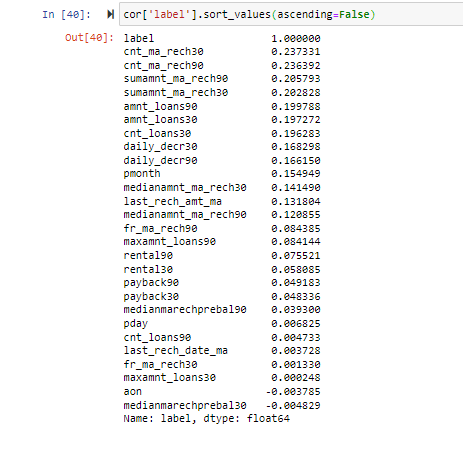 In [40]: cor['label'].sort_values(ascending=False)
Out[40]: label 1.000000
cnt_ma_rech30 0.237331
cnt_ma_rech90 0.236392
sumamnt_ma_rech90 0.205793
sumamnt_ma_rech30 0.202828
amnt_loans90 0.199788
amnt_loans30 0.197272
cnt_loans30 0.196283
daily_decr30 0.168298
daily_decr90 0.166150
pmonth 0.154949
medianamnt_ma_rech30 0.141490
last_rech_amt_ma 0.131804
medianamnt_ma_rech90 0.120855
fr_ma_rech90 0.084385
maxamnt_loans90 0.084144
rental90 0.075521
rental30 0.058085
payback90 0.049183
payback30 0.048336
medianmarechprebal90 0.039300
pday 0.006825
cnt_loans90 0.004733
last_rech_date_ma 0.003728
fr_ma_rech30 0.001330
maxamnt_loans30 0.000248
aon -0.003785
medianmarechprebal30 -0.004829
Name: label, dtype: float64